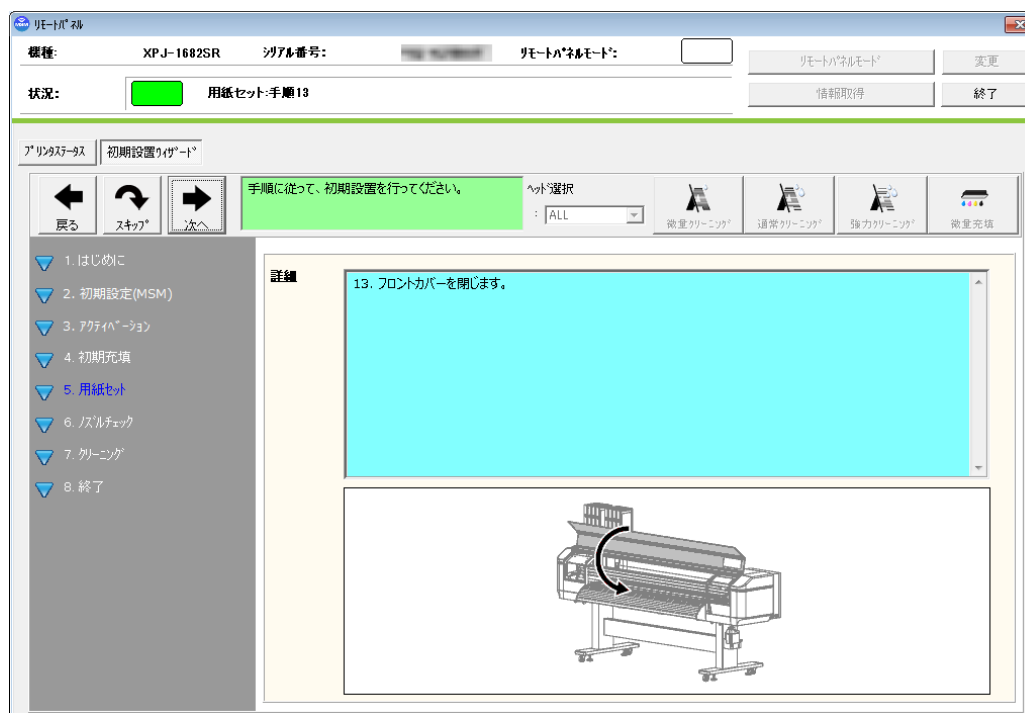 リモートパネル
機種: XPJ-1682SR シリアル番号: リモートパネルモード:
リモートパネルモード 変更
状況: 用紙セット:手順13
情報取得 終了
プリンタステータス 初期設置ウィザード
手順に従って、初期設置を行ってください。
ヘッド選択
: ALL
戻る スキップ 次へ
微量クリーニング 通常クリーニング 強力クリーニング 微量充填
1. はじめに
2. 初期設定(MSM)
3. アクティベーション
4. 初期充填
5. 用紙セット
6. ノズルチェック
7. クリーニング
8. 終了
詳細
13. フロントカバーを閉じます。